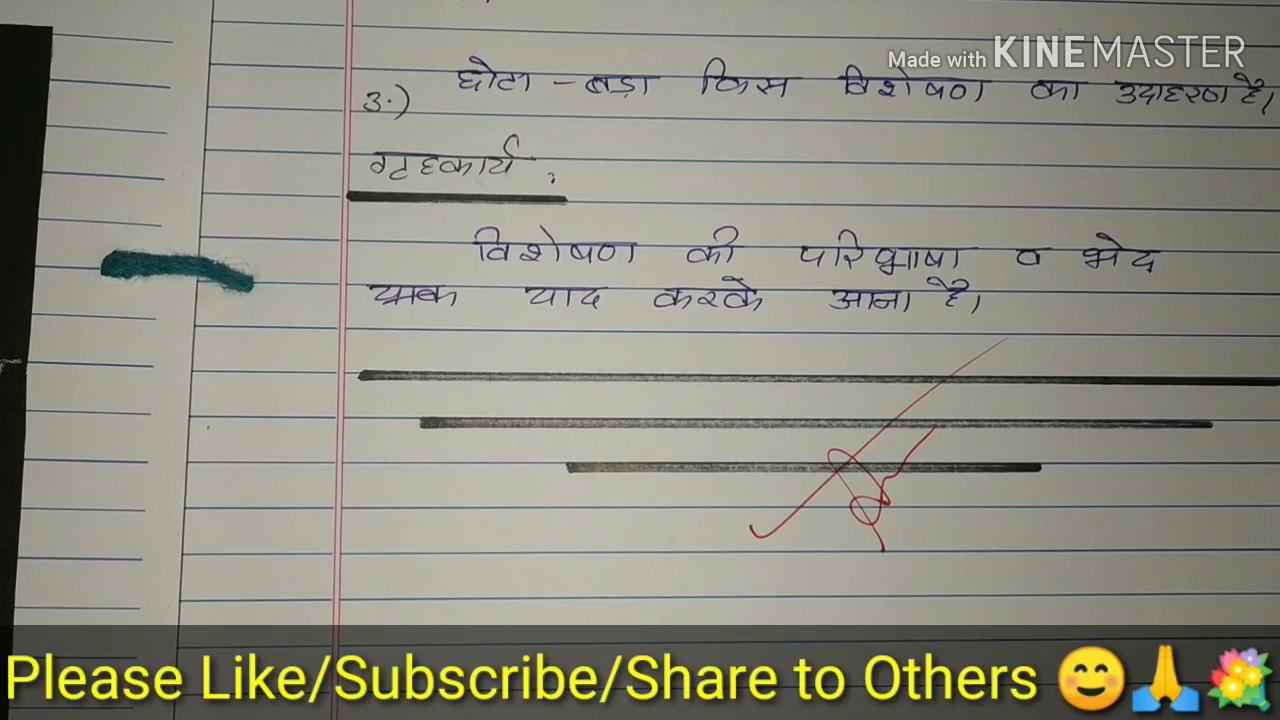 Made with KINEMASTER
3.) छोटा - बड़ा किस विशेषण का उदाहरण है।
गृहकार्य :
विशेषण की परिभाषा व भेद
याद करके आना है।
Please Like/Subscribe/Share to Others 😊🙏💐